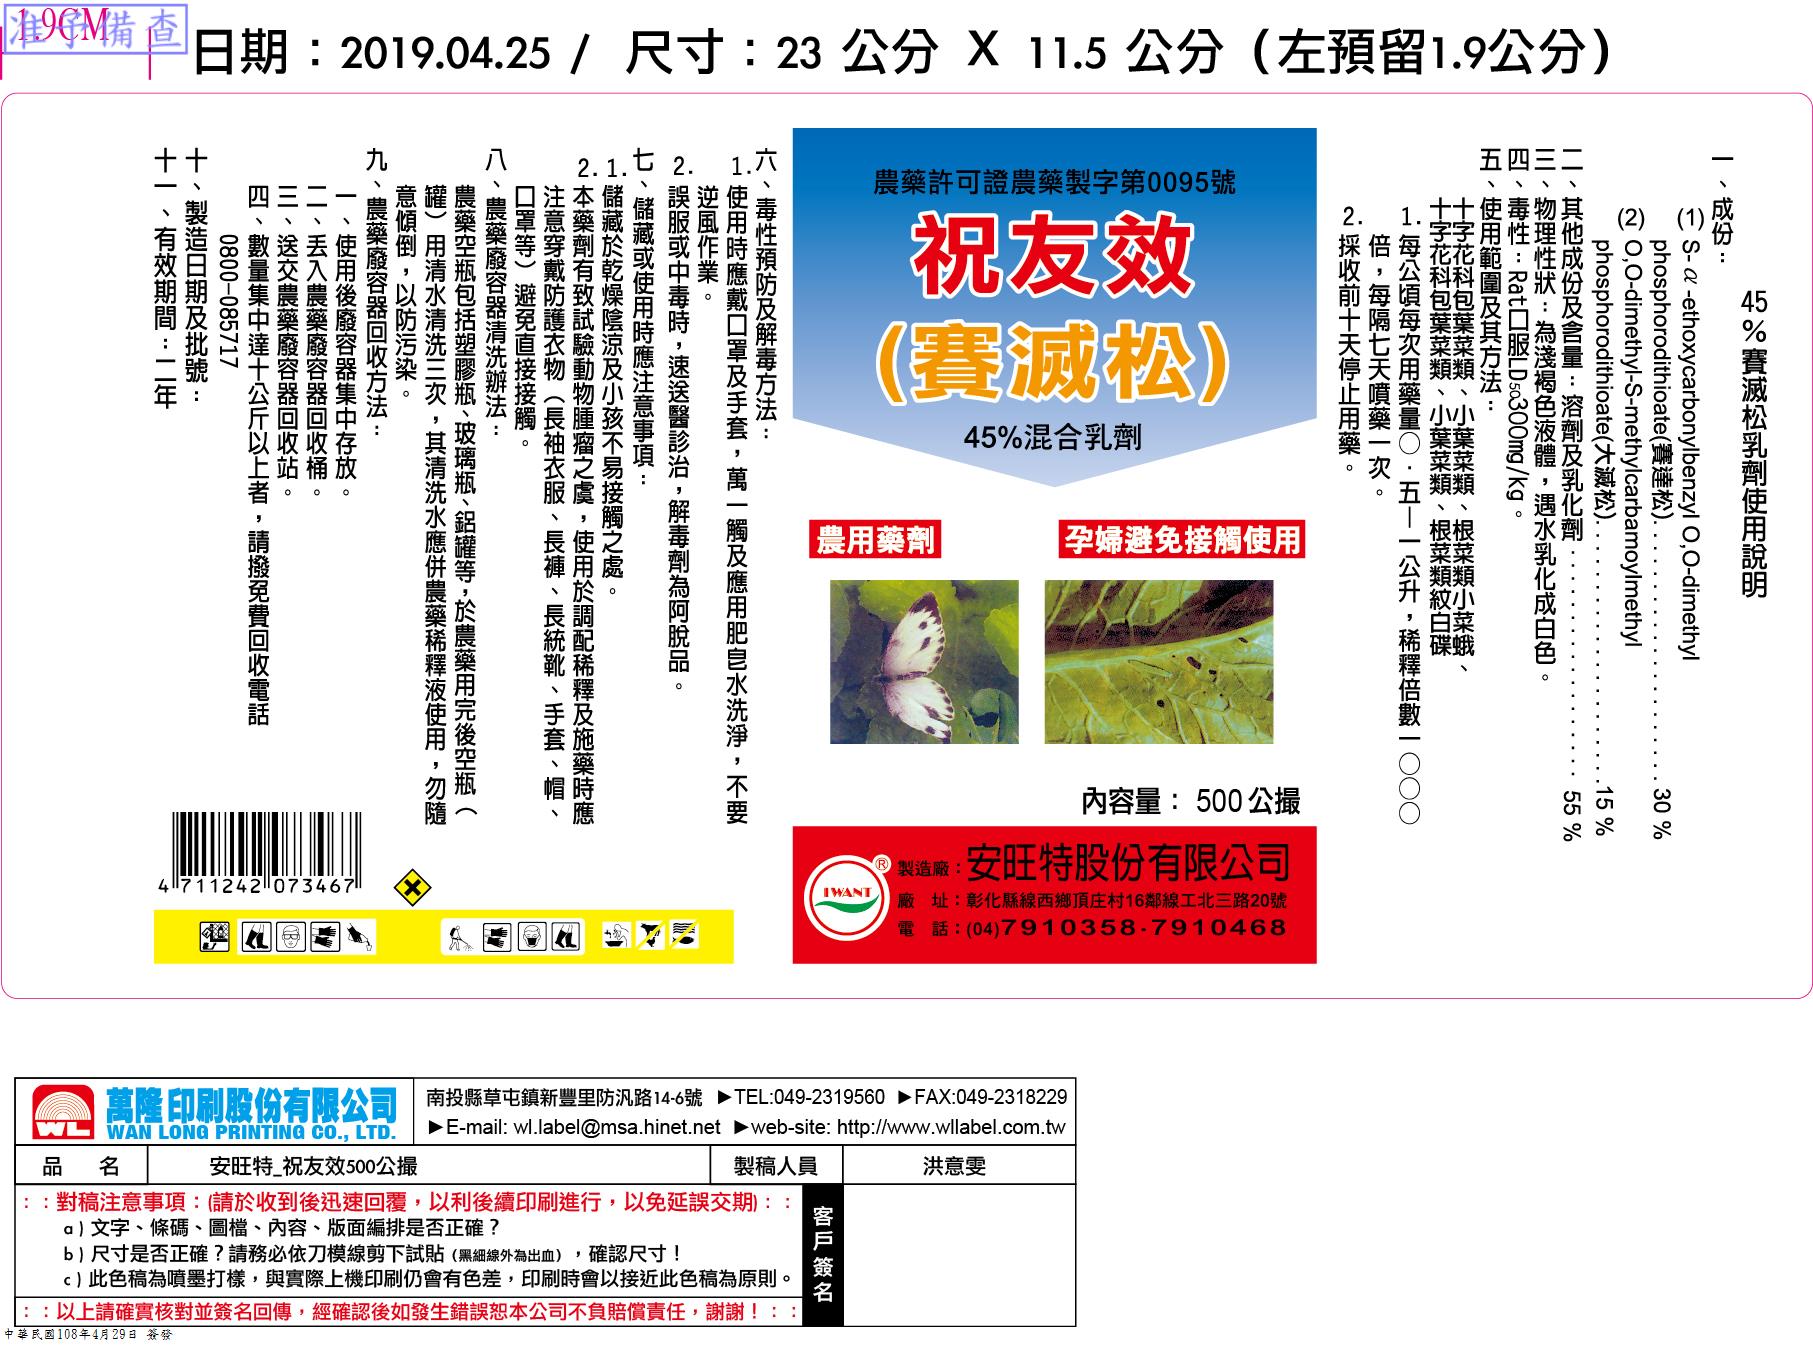 1.9CM
准予備查
日期：2019.04.25 / 尺寸：23 公分 X 11.5 公分（左預留1.9公分）
45%賽滅松乳劑使用說明
一、成份：
(1) S-α-ethoxycarbonylbenzyl O,O-dimethyl
phosphorodithioate(賽達松)............................30%
(2) O,O-dimethyl-S-methylcarbamoylmethyl
phosphorodithioate(大滅松)............................15%
二、其他成份及含量：溶劑及乳化劑............................55%
三、物理性狀：為淺褐色液體，遇水乳化成白色。
四、毒性：Rat口服LD50300mg/kg。
五、使用範圍及其方法：
十字花科包葉菜類、小葉菜類、根菜類小菜蛾、
十字花科包葉菜類、小葉菜類、根菜類紋白碟
1.每公頃每次用藥量○．五—一公升，稀釋倍數一○○○
倍，每隔七天噴藥一次。
2.採收前十天停止用藥。
農藥許可證農藥製字第0095號
祝友效
(賽滅松)
45%混合乳劑
農用藥劑
孕婦避免接觸使用
內容量： 500公撮
IWANT
®
製造廠：安旺特股份有限公司
廠　址：彰化縣線西鄉頂庄村16鄰線工北三路20號
電　話：(04)7910358·7910468
六、毒性預防及解毒方法：
1.使用時應戴口罩及手套，萬一觸及應用肥皂水洗淨，不要
逆風作業。
2.誤服或中毒時，速送醫診治，解毒劑為阿脫品。
七、儲藏或使用時應注意事項：
1.儲藏於乾燥陰涼及小孩不易接觸之處。
2.本藥劑有致試驗動物腫瘤之虞，使用於調配稀釋及施藥時應
注意穿戴防護衣物（長袖衣服、長褲、長統靴、手套、帽、
口罩等）避免直接接觸。
八、農藥廢容器清洗辦法：
農藥空瓶包括塑膠瓶、玻璃瓶、鋁罐等，於農藥用完後空瓶（
罐）用清水清洗三次，其清洗水應併農藥稀釋液使用，勿隨
意傾倒，以防污染。
九、農藥廢容器回收方法：
一、使用後廢容器集中存放。
二、丟入農藥廢容器回收桶。
三、送交農藥廢容器回收站。
四、數量集中達十公斤以上者，請撥免費回收電話
0800-085717
十、製造日期及批號：
十一、有效期間：二年
4 711242 073467
WL
萬隆印刷股份有限公司
WAN LONG PRINTING CO., LTD.
南投縣草屯鎮新豐里防汛路14-6號 ►TEL:049-2319560 ►FAX:049-2318229
►E-mail: wl.label@msa.hinet.net ►web-site: http://www.wllabel.com.tw
品　名
安旺特_祝友效500公撮
製稿人員
洪意雯
：：對稿注意事項：(請於收到後迅速回覆，以利後續印刷進行，以免延誤交期)：：
a）文字、條碼、圖檔、內容、版面編排是否正確？
b）尺寸是否正確？請務必依刀模線剪下試貼（黑細線外為出血），確認尺寸！
c）此色稿為噴墨打樣，與實際上機印刷仍會有色差，印刷時會以接近此色稿為原則。
：：以上請確實核對並簽名回傳，經確認後如發生錯誤恕本公司不負賠償責任，謝謝！：：
客戶簽名
中華民國108年4月29日 簽發